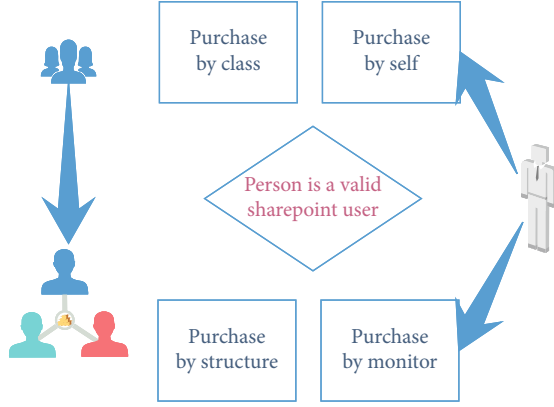 Purchase
by class
Purchase
by self
Person is a valid
sharepoint user
Purchase
by structure
Purchase
by monitor